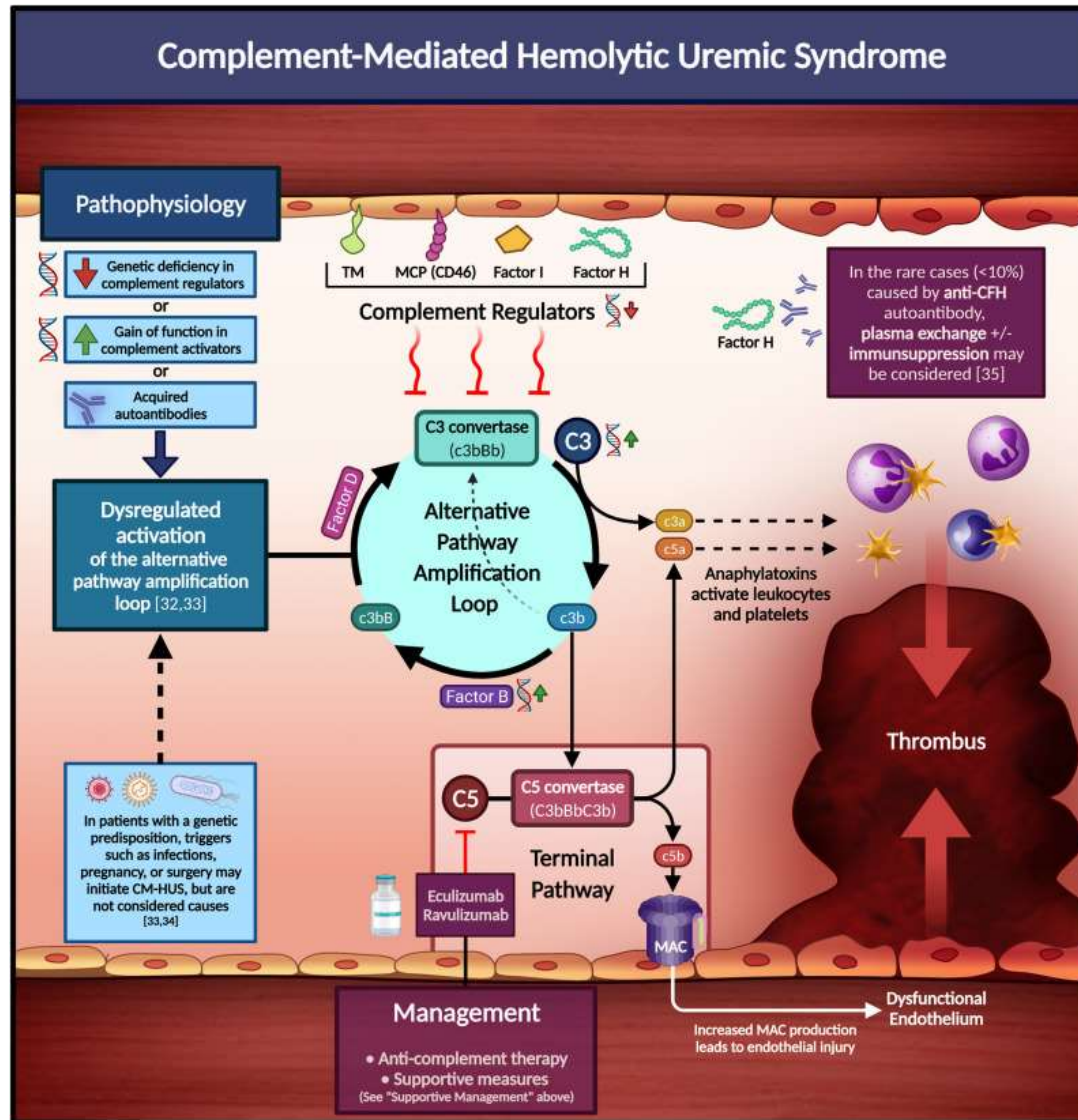 Complement-Mediated Hemolytic Uremic Syndrome
Pathophysiology
Genetic deficiency in
complement regulators
or
Gain of function in
complement activators
or
Acquired
autoantibodies
Dysregulated
activation
of the alternative
pathway amplification
loop [32,33]
In patients with a genetic
predisposition, triggers
such as infections,
pregnancy, or surgery may
initiate CM-HUS, but are
not considered causes
[33,34]
TM
MCP (CD46)
Factor I
Factor H
Complement Regulators
C3 convertase
(c3bBb)
C3
Factor D
Alternative
Pathway
Amplification
Loop
c3bB
c3b
Factor B
c3a
c5a
Anaphylatoxins
activate leukocytes
and platelets
Factor H
In the rare cases (<10%)
caused by anti-CFH
autoantibody,
plasma exchange +/-
immunsuppression may
be considered [35]
Thrombus
C5
C5 convertase
(C3bBbC3b)
Terminal
Pathway
c5b
MAC
Eculizumab
Ravulizumab
Management
• Anti-complement therapy
• Supportive measures
(See "Supportive Management" above)
Increased MAC production
leads to endothelial injury
Dysfunctional
Endothelium